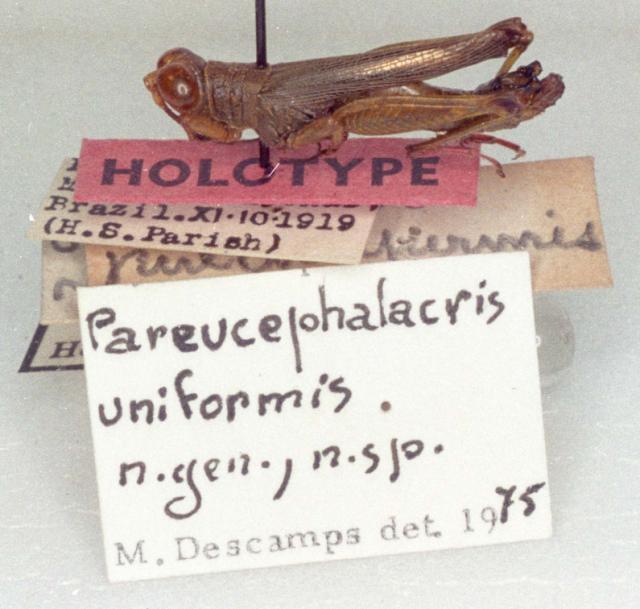 HOLOTYPE
Brazil.XI.10.1919
(H.S.Parish)
Pareucephalacris
uniformis.
n.gen., n.sp.
M. Descamps det. 1975